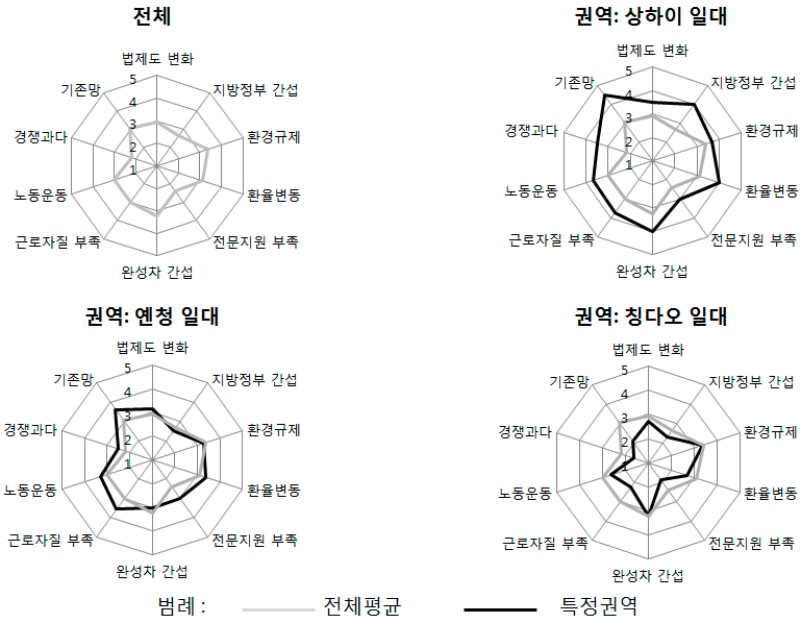 전체
법제도 변화
지방정부 간섭
환경규제
환율변동
전문지원 부족
완성차 간섭
근로자질 부족
노동운동
경쟁과다
기존망
5
4
3
2
1
권역: 상하이 일대
법제도 변화
지방정부 간섭
환경규제
환율변동
전문지원 부족
완성차 간섭
근로자질 부족
노동운동
경쟁과다
기존망
5
4
3
2
1
권역: 옌청 일대
법제도 변화
지방정부 간섭
환경규제
환율변동
전문지원 부족
완성차 간섭
근로자질 부족
노동운동
경쟁과다
기존망
5
4
3
2
1
권역: 칭다오 일대
법제도 변화
지방정부 간섭
환경규제
환율변동
전문지원 부족
완성차 간섭
근로자질 부족
노동운동
경쟁과다
기존망
5
4
3
2
1
범례 : 전체평균 특정권역